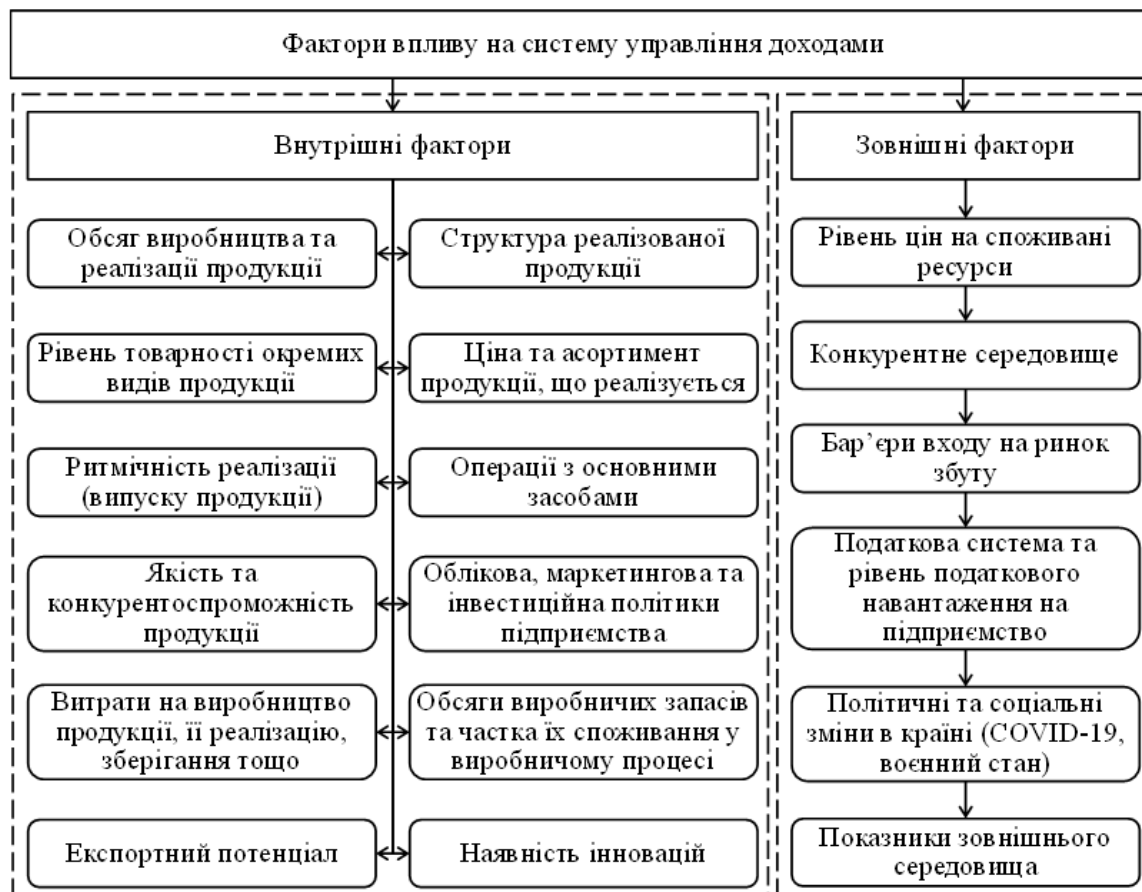 Фактори впливу на систему управління доходами
Внутрішні фактори
Обсяг виробництва та
реалізації продукції
Структура реалізованої
продукції
Рівень товарності окремих
видів продукції
Ціна та асортимент
продукції, що реалізується
Ритмічність реалізації
(випуску продукції)
Операції з основними
засобами
Якість та
конкурентоспроможність
продукції
Облікова, маркетингова та
інвестиційна політики
підприємства
Витрати на виробництво
продукції, її реалізацію,
зберігання тощо
Обсяги виробничих запасів
та частка їх споживання у
виробничому процесі
Експортний потенціал
Наявність інновацій
Зовнішні фактори
Рівень цін на споживані
ресурси
Конкурентне середовище
Бар’єри входу на ринок
збуту
Податкова система та
рівень податкового
навантаження на
підприємство
Політичні та соціальні
зміни в країні (COVID-19,
воєнний стан)
Показники зовнішнього
середовища